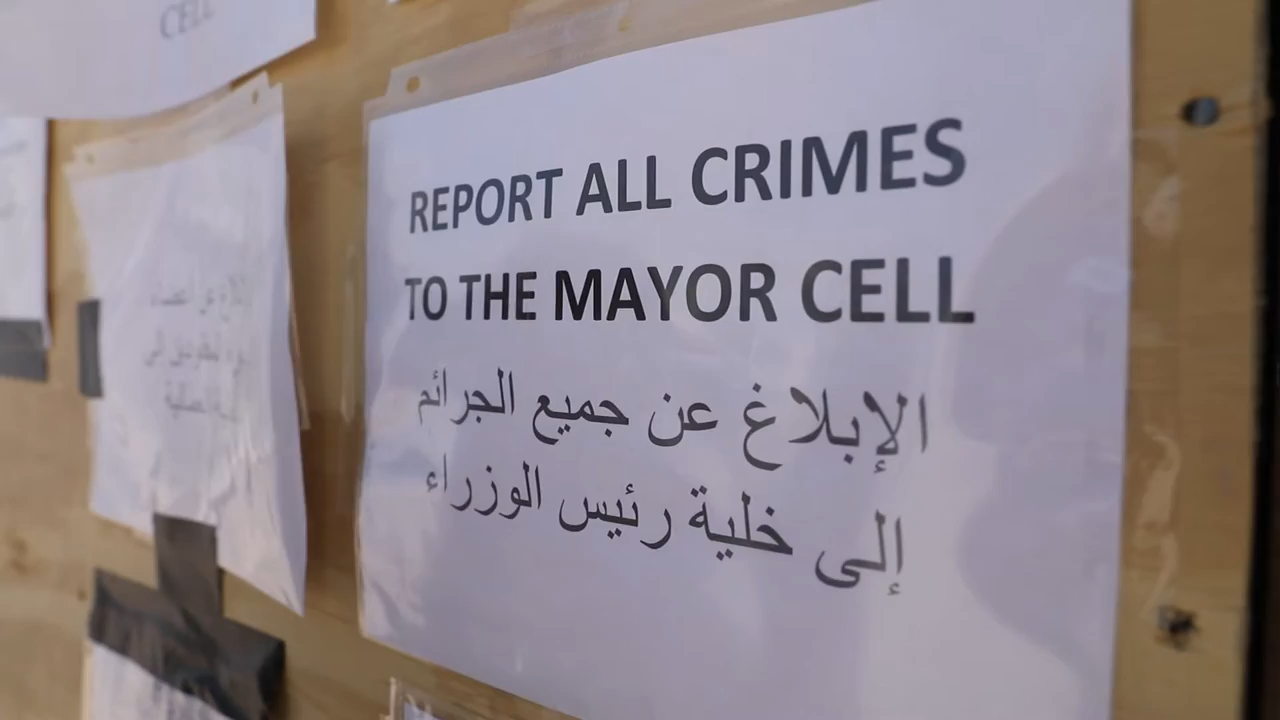 CELL
REPORT ALL CRIMES
TO THE MAYOR CELL
الإبلاغ عن جميع الجرائم
إلى خلية رئيس الوزراء